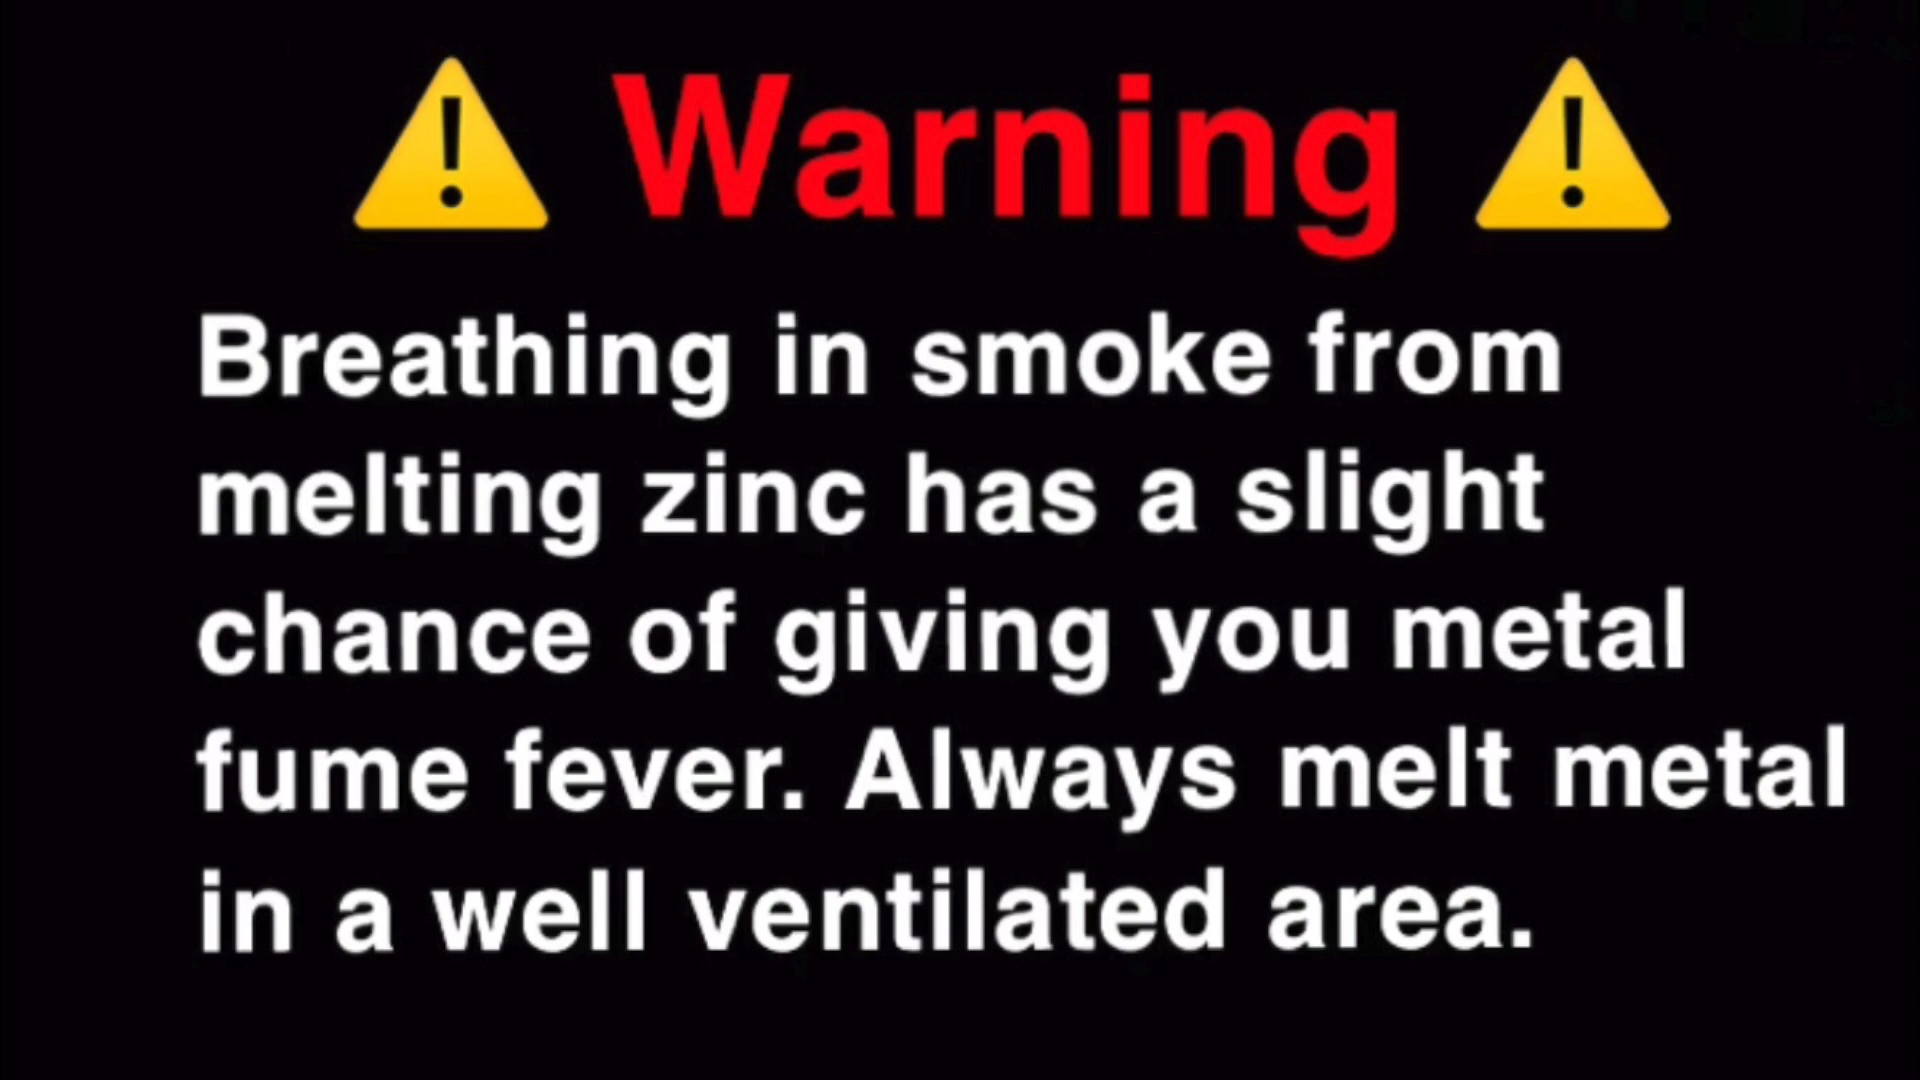 ⚠️ Warning ⚠️
Breathing in smoke from
melting zinc has a slight
chance of giving you metal
fume fever. Always melt metal
in a well ventilated area.